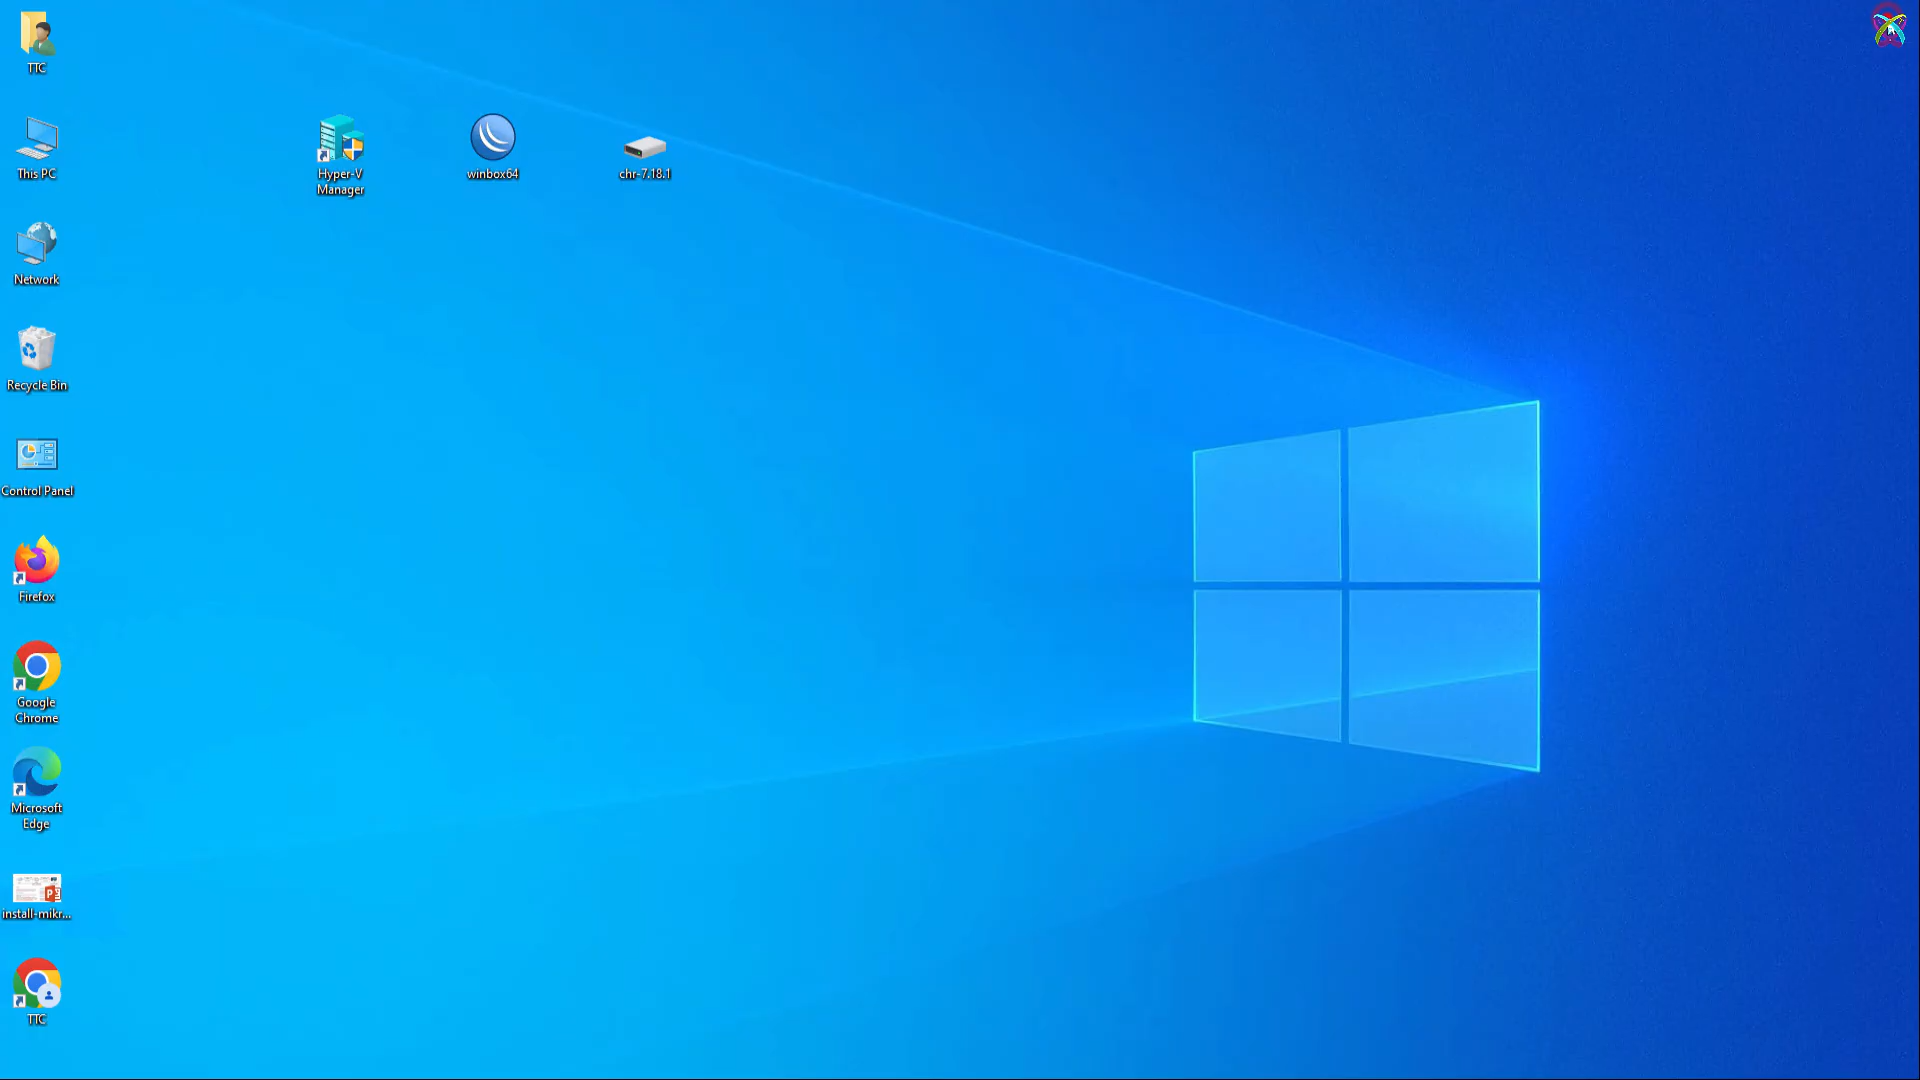 TTC
This PC
Network
Recycle Bin
Control Panel
Firefox
Google
Chrome
Microsoft
Edge
install-mikr...
TTC
Hyper-V
Manager
winbox64
chr-7.18.1